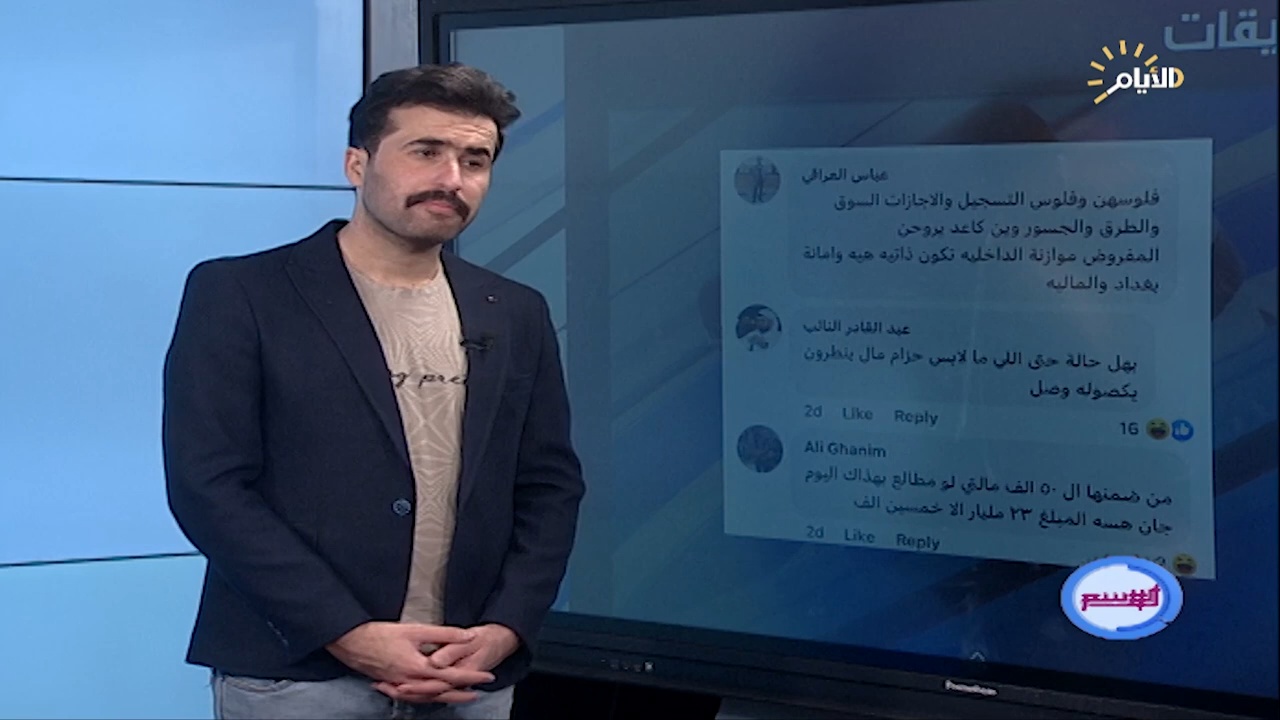 يقات
الأيام
عباس العراقي
فلوسهن وفلوس التسجيل والاجازات السوق
والطرق والجسور وين كاعد يروحن
المفروض موازنة الداخليه تكون ذاتيه هيه وامانة
بغداد والماليه
عبد القادر النائب
بهل حالة حتى اللي ما لابس حزام مال بنطرون
يكصوله وصل
2d Like Reply
16
Ali Ghanim
من ضمنها ال ٥٠ الف مالتي لو مطالع بهذاك اليوم
جان هسه المبلغ ٢٣ مليار الا خمسين الف
2d Like Reply
Promethean